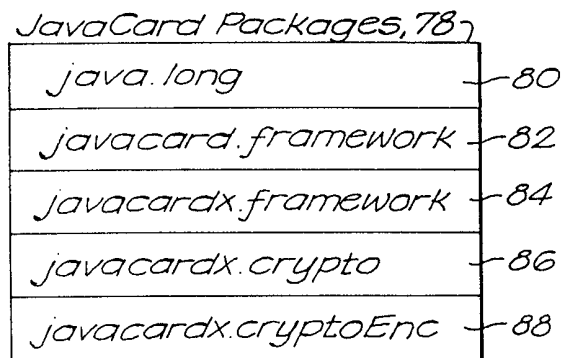 JavaCard Packages, 78
java.long 80
javacard.framework 82
javacardx.framework 84
javacardx.crypto 86
javacardx.cryptoEnc 88